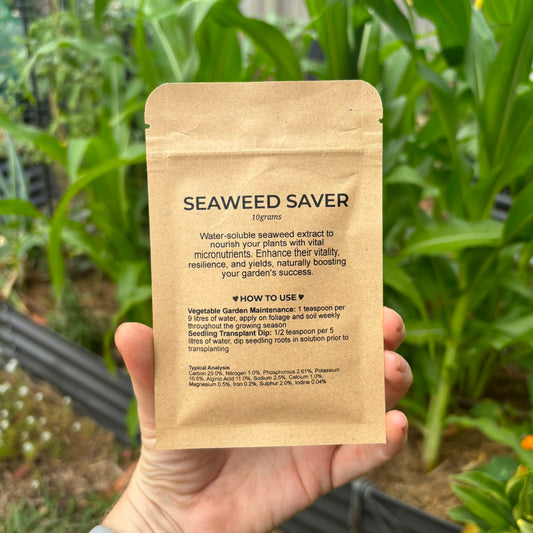 SEAWEED SAVER
10grams
Water-soluble seaweed extract to
nourish your plants with vital
micronutrients. Enhance their vitality,
resilience, and yields, naturally boosting
your garden's success.
♥HOW TO USE♥
Vegetable Garden Maintenance: 1 teaspoon per
9 litres of water, apply on foliage and soil weekly
throughout the growing season
Seedling Transplant Dip: 1/2 teaspoon per 5
litres of water, dip seedling roots in solution prior to
transplanting
Typical Analysis
Carbon 29.0%, Nitrogen 1.0%, Phosphorous 2.61%, Potassium
16.6%, Alginic Acid 11.0%, Sodium 2.5%, Calcium 1.0%
Magnesium 0.5%, Iron 0.2%, Sulphur 2.0%, Iodine 0.04%